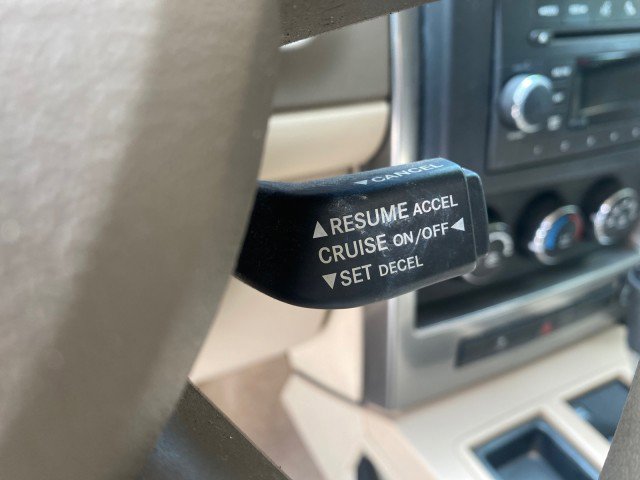 ▼CANCEL
▲RESUME ACCEL
CRUISE ON/OFF◄
▼SET DECEL